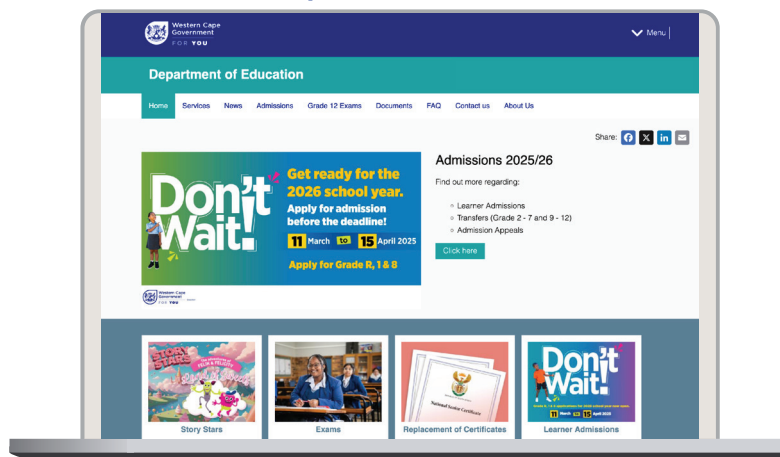 Western Cape
Government
FOR YOU
Menu
Department of Education
Home Services News Admissions Grade 12 Exams Documents FAQ Contact us About Us
Share:
Don't
Wait!
Get ready for the
2026 school year.
Apply for admission
before the deadline!
11 March to 15 April 2025
Apply for Grade R, 1 & 8
Western Cape
Government
FOR YOU
Admissions 2025/26
Find out more regarding:
Learner Admissions
Transfers (Grade 2 - 7 and 9 - 12)
Admission Appeals
Click here
STORY
STARS
FELIX & FELICITY
Story Stars
Exams
National Senior Certificate
Replacement of Certificates
Don't
Wait!
11 March to 15 April 2025
Learner Admissions